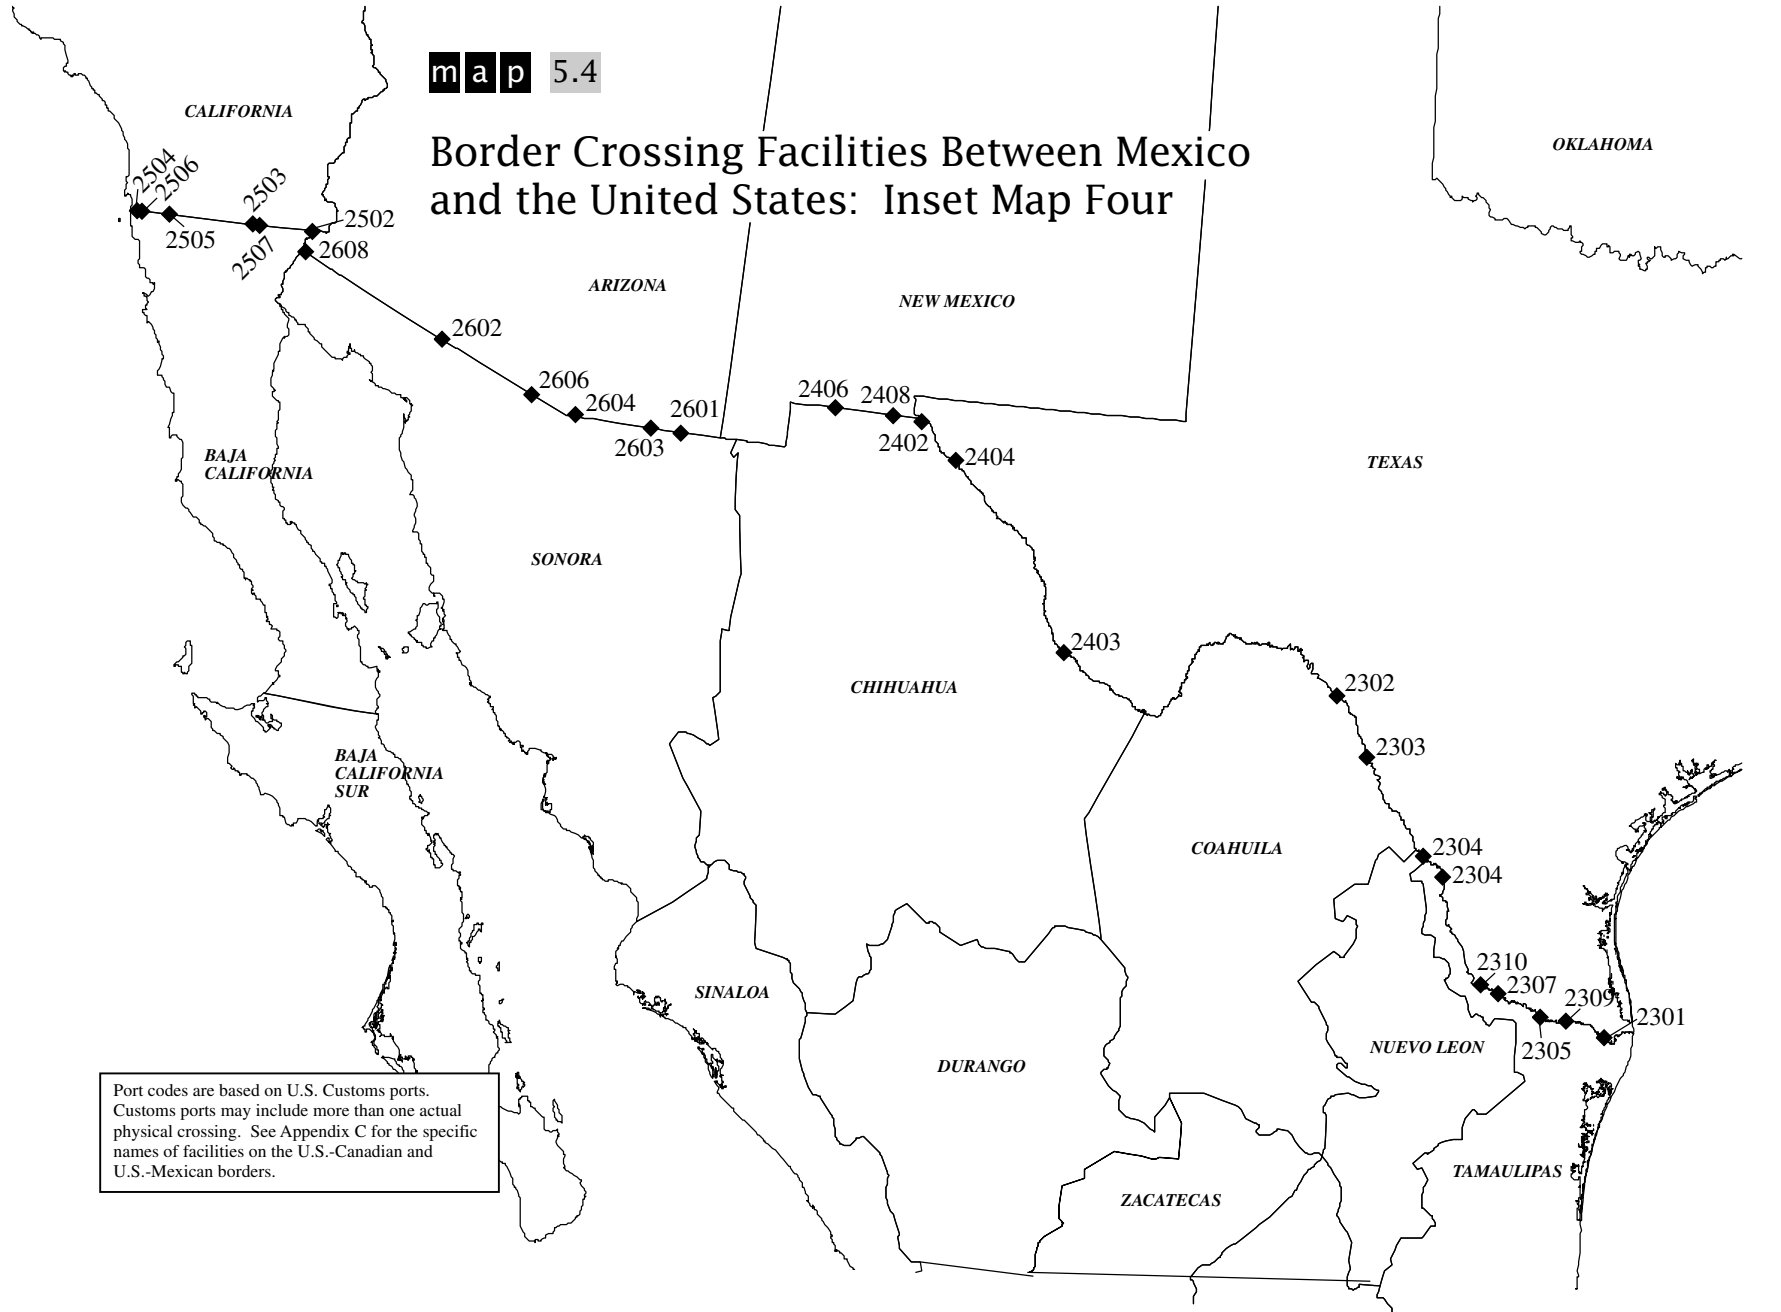 map 5.4
Border Crossing Facilities Between Mexico
and the United States: Inset Map Four
CALIFORNIA
OKLAHOMA
2504
2506
2503
2502
2505
2507
2608
ARIZONA
NEW MEXICO
2602
2606
2604
2601
2603
2406
2408
2402
2404
TEXAS
BAJA
CALIFORNIA
SONORA
2403
CHIHUAHUA
2302
2303
BAJA
CALIFORNIA
SUR
COAHUILA
2304
2304
2310
2307
2309
2301
2305
SINALOA
NUEVO LEON
DURANGO
Port codes are based on U.S. Customs ports.
Customs ports may include more than one actual
physical crossing. See Appendix C for the specific
names of facilities on the U.S.-Canadian and
U.S.-Mexican borders.
TAMAULIPAS
ZACATECAS